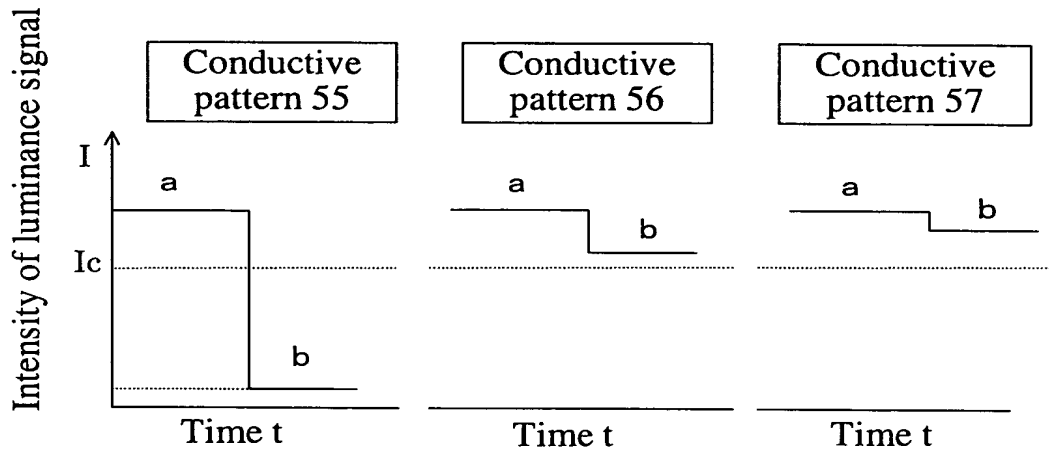 Intensity of luminance signal
Conductive
pattern 55
Conductive
pattern 56
Conductive
pattern 57
I
a
a
a
b
b
Ic
b
Time t
Time t
Time t